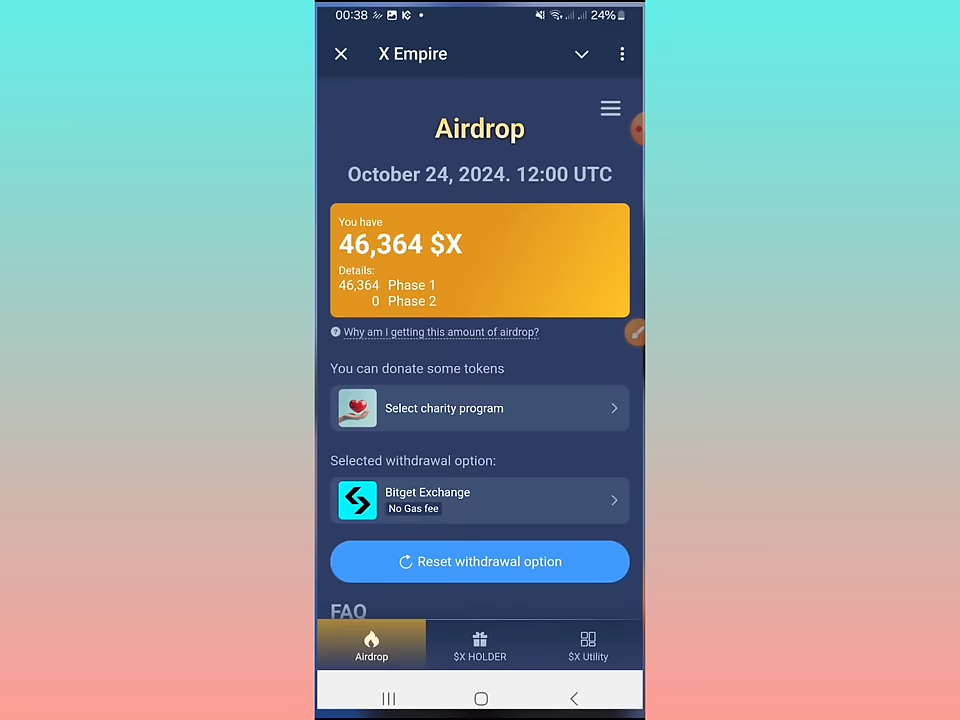 00:38
24%
X Empire
Airdrop
October 24, 2024. 12:00 UTC
You have
46,364 $X
Details:
46,364 Phase 1
0 Phase 2
? Why am I getting this amount of airdrop?
You can donate some tokens
Select charity program
Selected withdrawal option:
Bitget Exchange
No Gas fee
Reset withdrawal option
FAQ
Airdrop
$X HOLDER
$X Utility